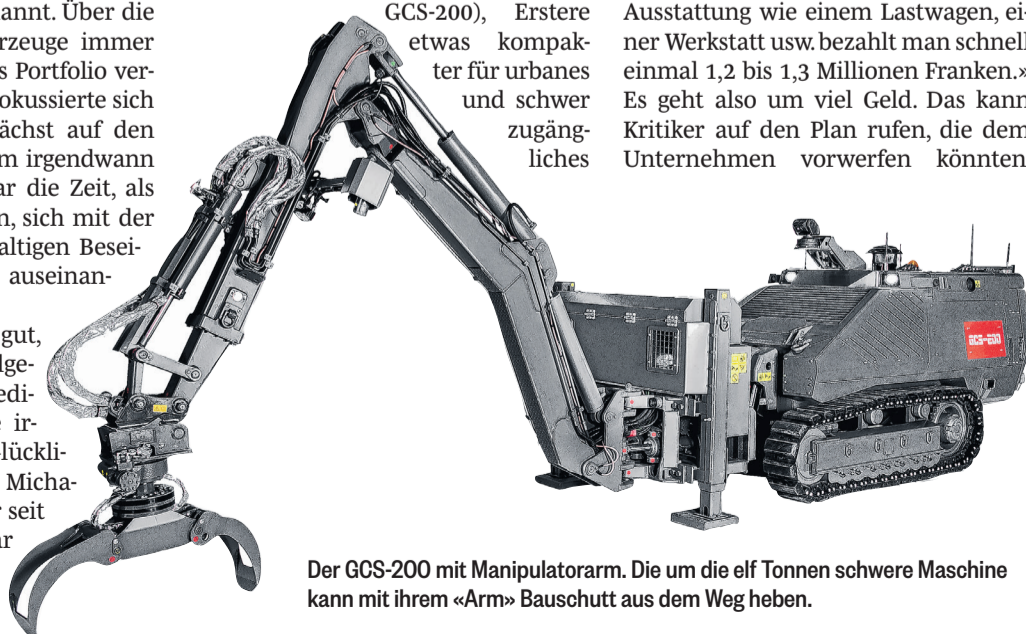 annt. Über die
rzeuge immer
s Portfolio ver-
okussierte sich
ächst auf den
m irgendwann
ar die Zeit, als
n, sich mit der
altigen Besei-
auseinan-
gut,
lge-
edi-
e ir-
lückli-
Micha-
r seit
hr
GCS-200), Erstere
etwas kompak-
ter für urbanes
und schwer
zugäng-
liches
Ausstattung wie einem Lastwagen, ei-
ner Werkstatt usw. bezahlt man schnell
einmal 1,2 bis 1,3 Millionen Franken.»
Es geht also um viel Geld. Das kann
Kritiker auf den Plan rufen, die dem
Unternehmen vorwerfen könnten,
GCS-200
Der GCS-200 mit Manipulatorarm. Die um die elf Tonnen schwere Maschine
kann mit ihrem «Arm» Bauschutt aus dem Weg heben.